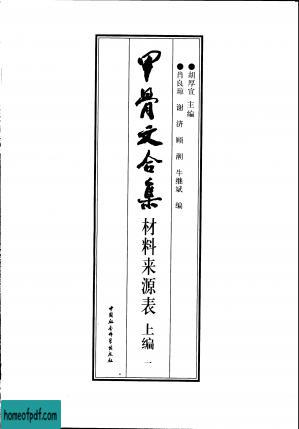 ●胡厚宣 主编
●肖良琼 谢济 顾潮 牛继斌 编
甲骨文合集
材料来源表 上编 一
中国社会科学出版社
homeofpdf.com